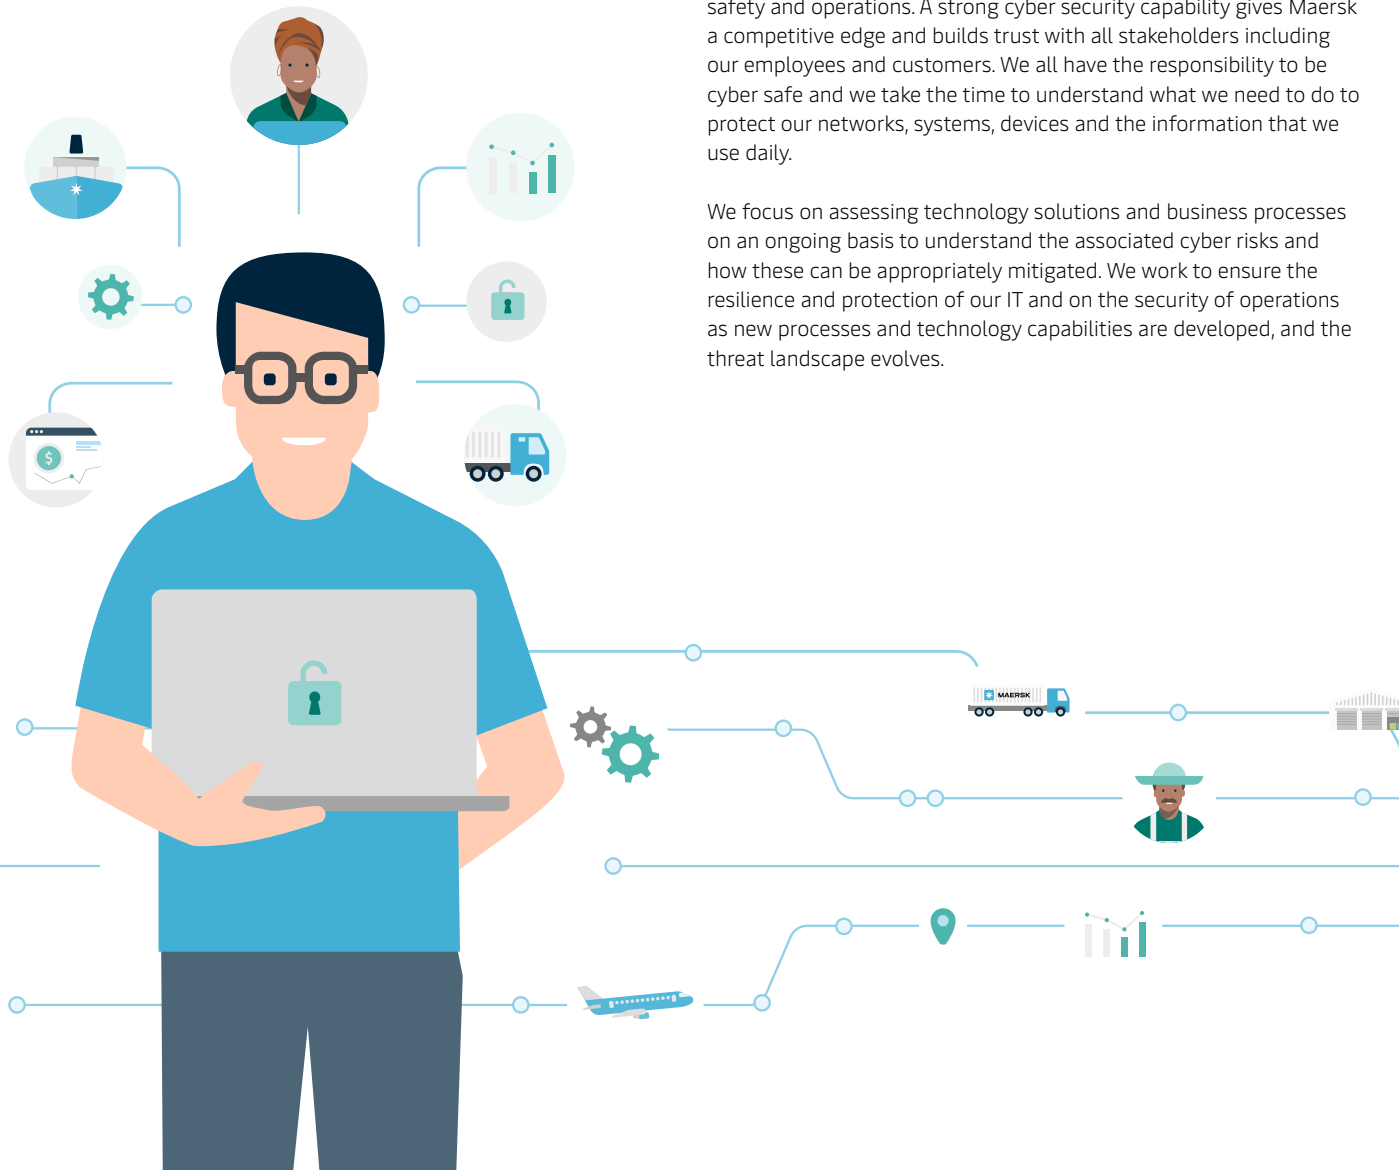 safety and operations. A strong cyber security capability gives Maersk
a competitive edge and builds trust with all stakeholders including
our employees and customers. We all have the responsibility to be
cyber safe and we take the time to understand what we need to do to
protect our networks, systems, devices and the information that we
use daily.
We focus on assessing technology solutions and business processes
on an ongoing basis to understand the associated cyber risks and
how these can be appropriately mitigated. We work to ensure the
resilience and protection of our IT and on the security of operations
as new processes and technology capabilities are developed, and the
threat landscape evolves.
$
MAERSK